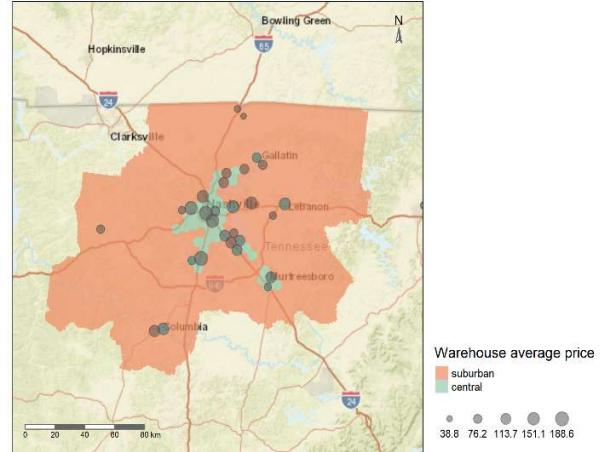 Bowling Green
N
Hopkinsville
65
24
Clarksville
Gallatin
Nashville
Lebanon
Tennessee
Murfreesboro
Columbia
24
0 20 40 60 80 km
Warehouse average price
suburban
central
38.8 76.2 113.7 151.1 188.6